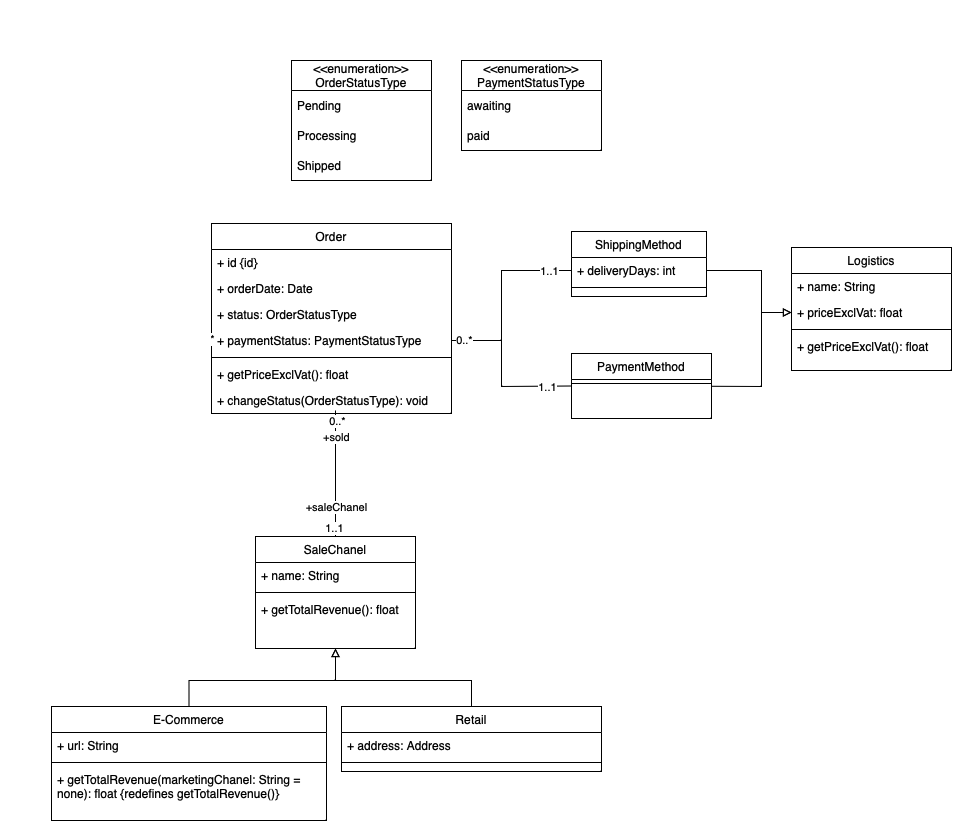 <<enumeration>>
OrderStatusType
Pending
Processing
Shipped
<<enumeration>>
PaymentStatusType
awaiting
paid
Order
+ id {id}
+ orderDate: Date
+ status: OrderStatusType
*
+ paymentStatus: PaymentStatusType
+ getPriceExclVat(): float
+ changeStatus(OrderStatusType): void
0..*
1..1
1..1
ShippingMethod
+ deliveryDays: int
PaymentMethod
Logistics
+ name: String
+ priceExclVat: float
+ getPriceExclVat(): float
0..*
+sold
+saleChanel
1..1
SaleChanel
+ name: String
+ getTotalRevenue(): float
E-Commerce
+ url: String
+ getTotalRevenue(marketingChanel: String =
none): float {redefines getTotalRevenue()}
Retail
+ address: Address